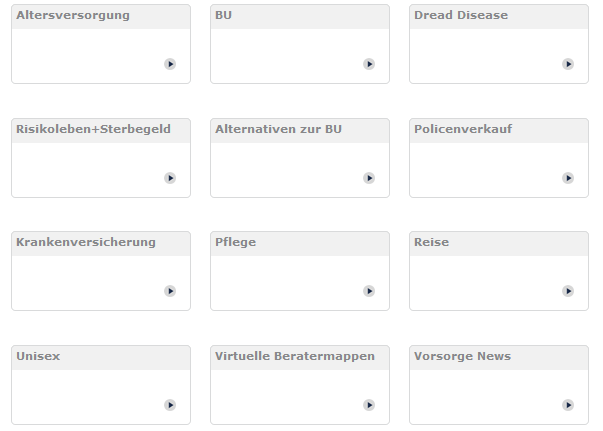 Altersversorgung
BU
Dread Disease
Risikoleben+Sterbegeld
Alternativen zur BU
Policenverkauf
Krankenversicherung
Pflege
Reise
Unisex
Virtuelle Beratermappen
Vorsorge News